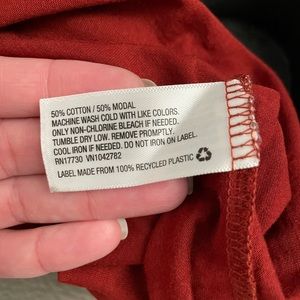 50% COTTON / 50% MODAL
MACHINE WASH COLD WITH LIKE COLORS.
ONLY NON-CHLORINE BLEACH IF NEEDED.
TUMBLE DRY LOW. REMOVE PROMPTLY.
COOL IRON IF NEEDED. DO NOT IRON ON LABEL.
RN17730 VN1042782
LABEL MADE FROM 100% RECYCLED PLASTIC